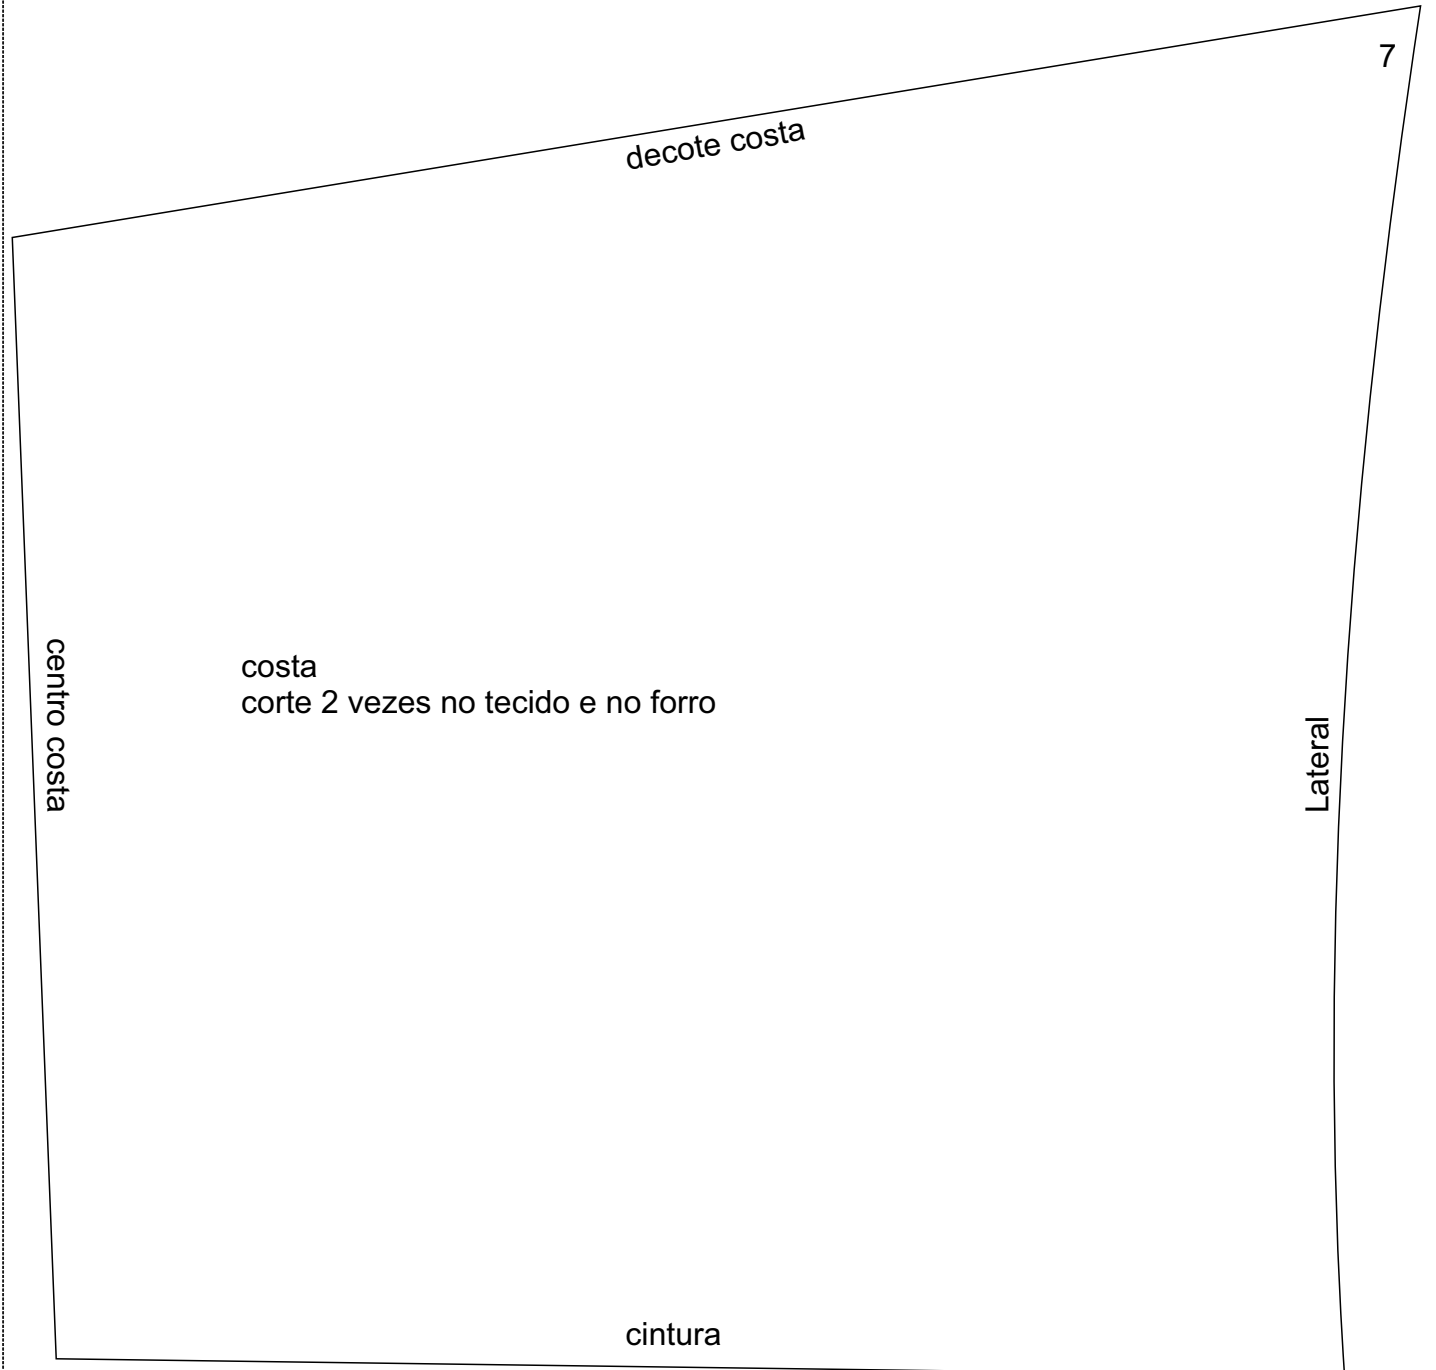 7
decote costa
centro costa
costa
corte 2 vezes no tecido e no forro
Lateral
cintura